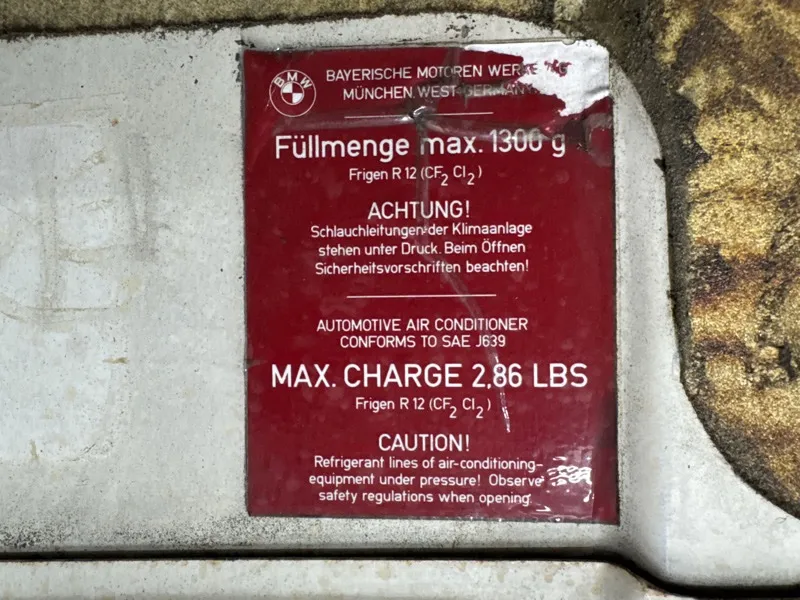 BMW
BAYERISCHE MOTOREN WERKE AG
MÜNCHEN, WEST-GERMANY
Füllmenge max. 1300 g
Frigen R 12 (CF2 Cl2)
ACHTUNG!
Schlauchleitungen der Klimaanlage
stehen unter Druck. Beim Öffnen
Sicherheitsvorschriften beachten!
AUTOMOTIVE AIR CONDITIONER
CONFORMS TO SAE J639
MAX. CHARGE 2,86 LBS
Frigen R 12 (CF2 Cl2)
CAUTION!
Refrigerant lines of air-conditioning-
equipment under pressure! Observe
safety regulations when opening.